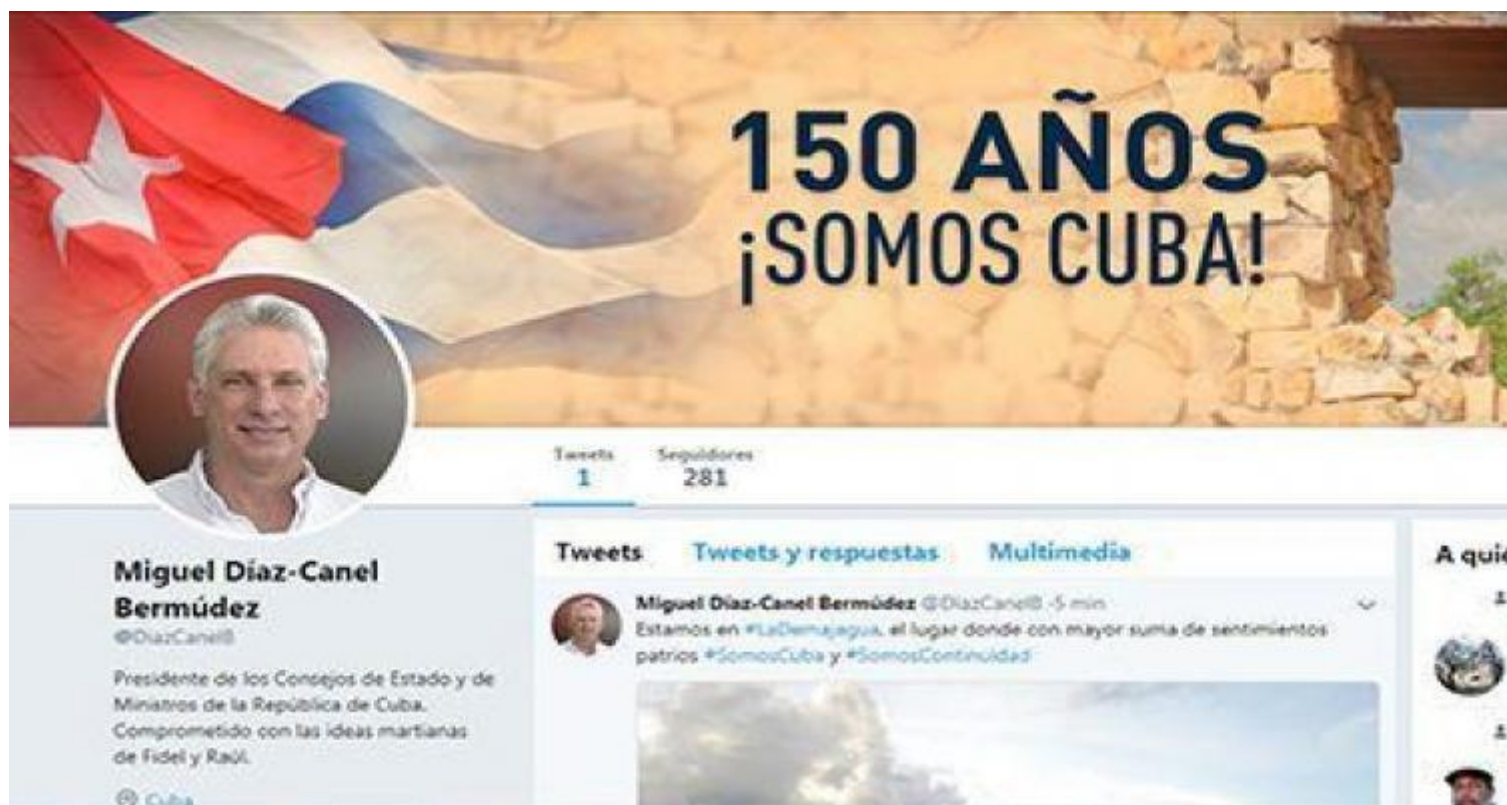 150 AÑOS
¡SOMOS CUBA!
Tweets
1
Seguidores
281
Miguel Díaz-Canel
Bermúdez
@DiazCanelB
Presidente de los Consejos de Estado y de
Ministros de la República de Cuba.
Comprometido con las ideas martianas
de Fidel y Raúl.
Cuba
Tweets Tweets y respuestas Multimedia
Miguel Díaz-Canel Bermúdez @DiazCanelB · 5 min
Estamos en #LaDemajagua, el lugar donde con mayor suma de sentimientos
patrios #SomosCuba y #SomosContinuidad
A quié